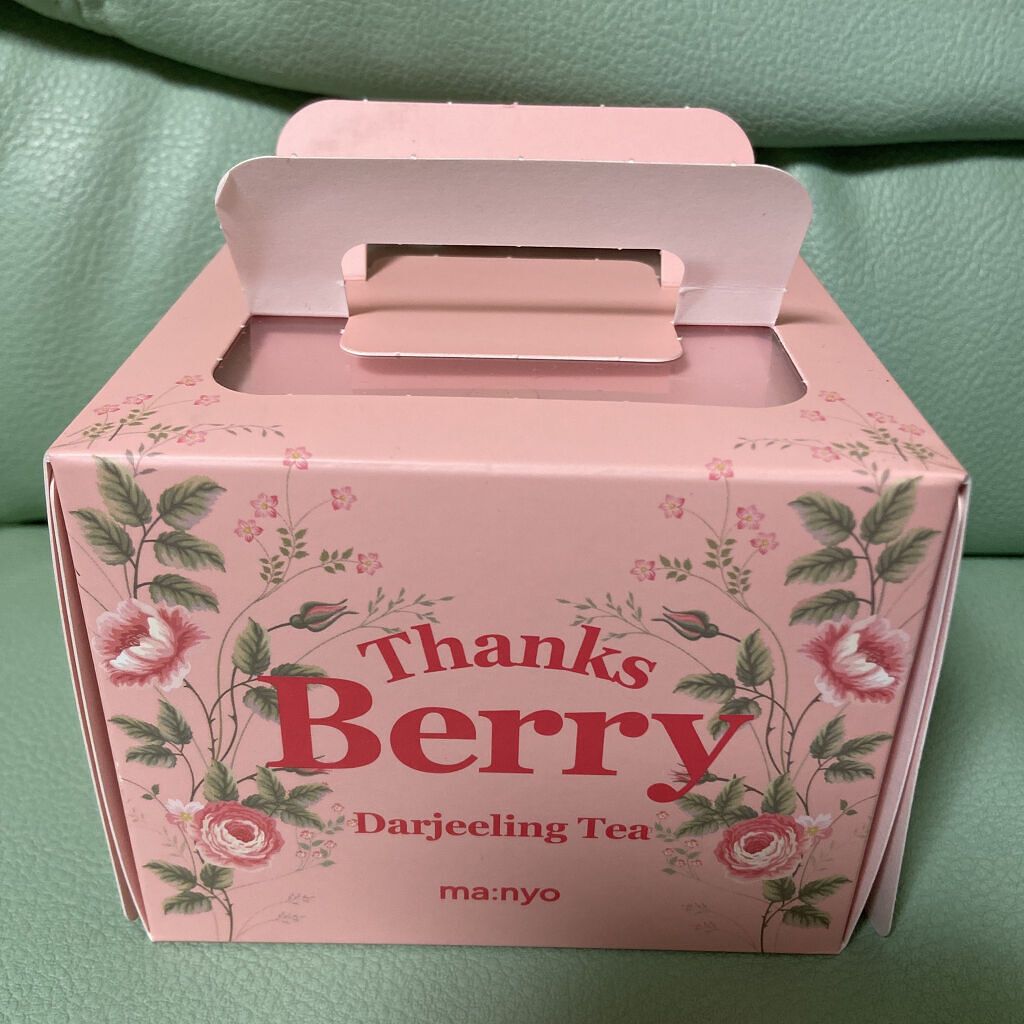 Thanks
Berry
Darjeeling Tea
ma:nyo